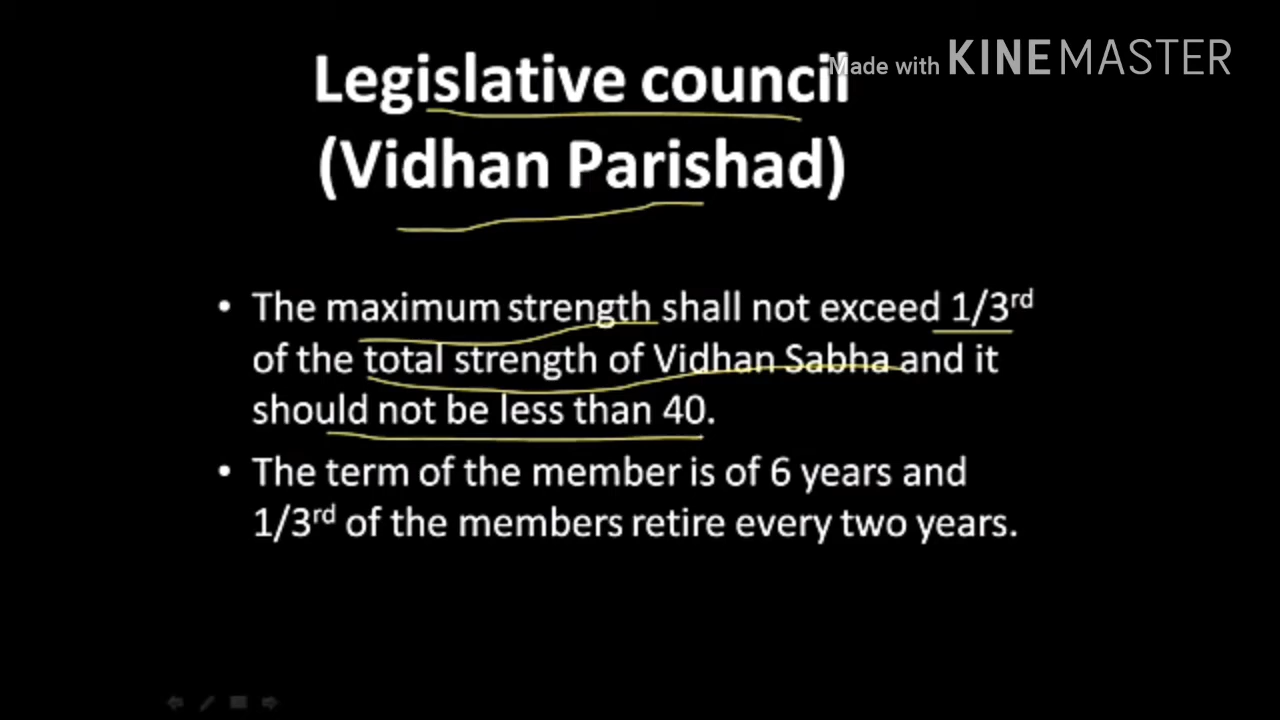 Made with KINEMASTER
Legislative council
(Vidhan Parishad)
• The maximum strength shall not exceed 1/3rd
of the total strength of Vidhan Sabha and it
should not be less than 40.
• The term of the member is of 6 years and
1/3rd of the members retire every two years.